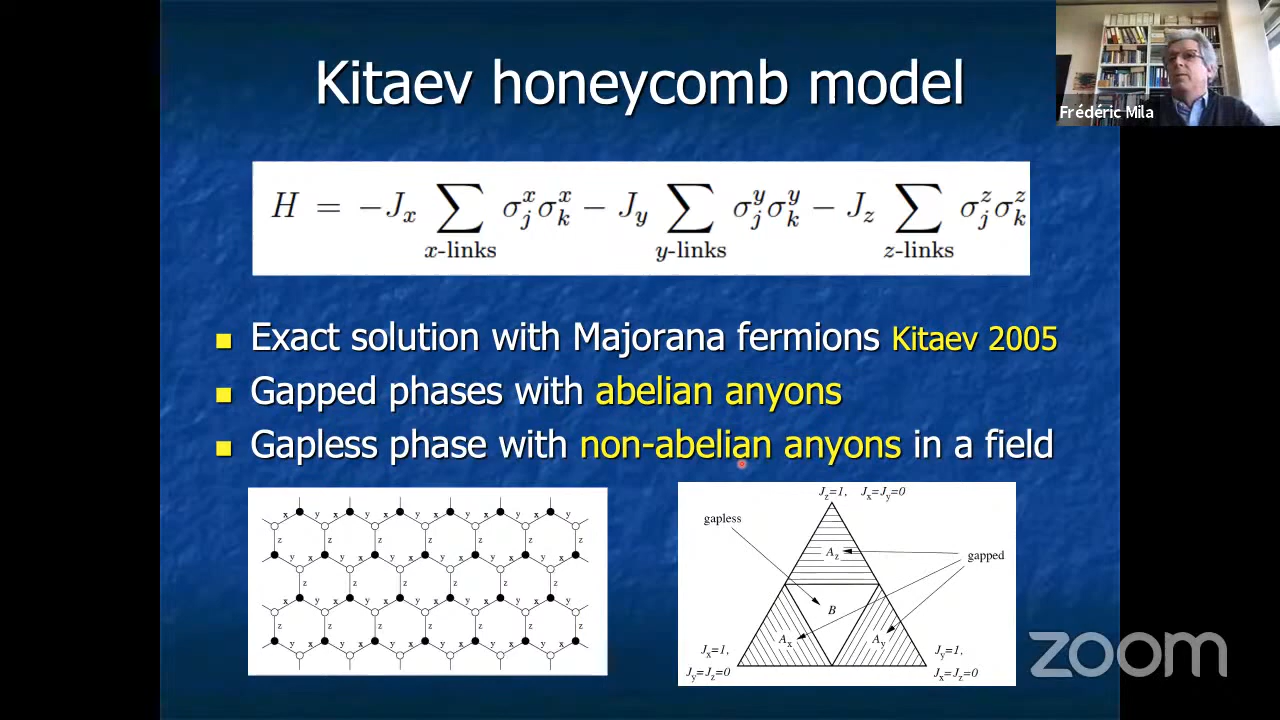 Kitaev honeycomb model
Frédéric Mila
H = −J_x ∑ σ_j^x σ_k^x − J_y ∑ σ_j^y σ_k^y − J_z ∑ σ_j^z σ_k^z
x-links y-links z-links
Exact solution with Majorana fermions Kitaev 2005
Gapped phases with abelian anyons
Gapless phase with non-abelian anyons in a field
x y x y x y x y x y x y
z z z z z z z
y x y x y x y x y x y x
z z z z z z
x y x y x y x y x y x y
z z z z z z z
y x y x y x y x y x y x
J_z=1, J_x=J_y=0
gapless
A_z
gapped
B
A_x
A_y
J_x=1,
J_y=J_z=0
J_y=1,
J_x=J_z=0
zoom